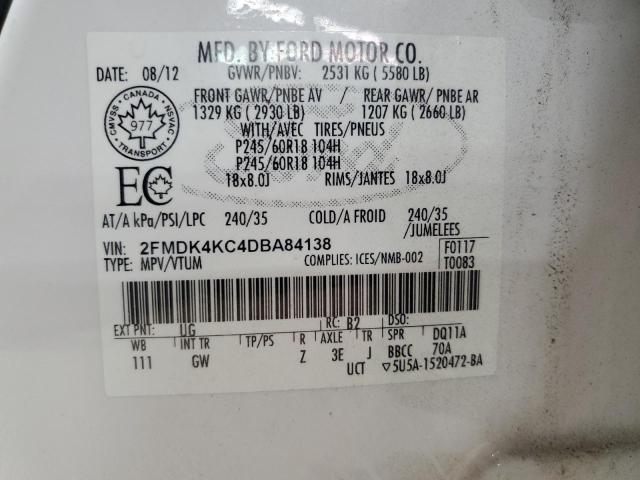 MFD. BY FORD MOTOR CO.
DATE: 08/12 GVWR/PNBV: 2531 KG ( 5580 LB)
FRONT GAWR/PNBE AV REAR GAWR/ PNBE AR
1329 KG ( 2930 LB) 1207 KG ( 2660 LB)
WITH/AVEC TIRES/PNEUS
P245/60R18 104H
P245/60R18 104H
18x8.0J RIMS/JANTES 18x8.0J
CMVSS NSVAC
977
TRANSPORT
EC
AT/A kPa/PSI/LPC 240/35 COLD/A FROID 240/35
/JUMELEES
VIN: 2FMDK4KC4DBA84138 F0117
TYPE: MPV/VTUM COMPLIES: ICES/NMB-002 T0083
EXT PNT: UG RC: B2 DSO:
WB INT TR TP/PS R AXLE TR SPR DQ11A
111 GW Z 3E J BBCC 70A
UCT ▽5U5A-1520472-BA